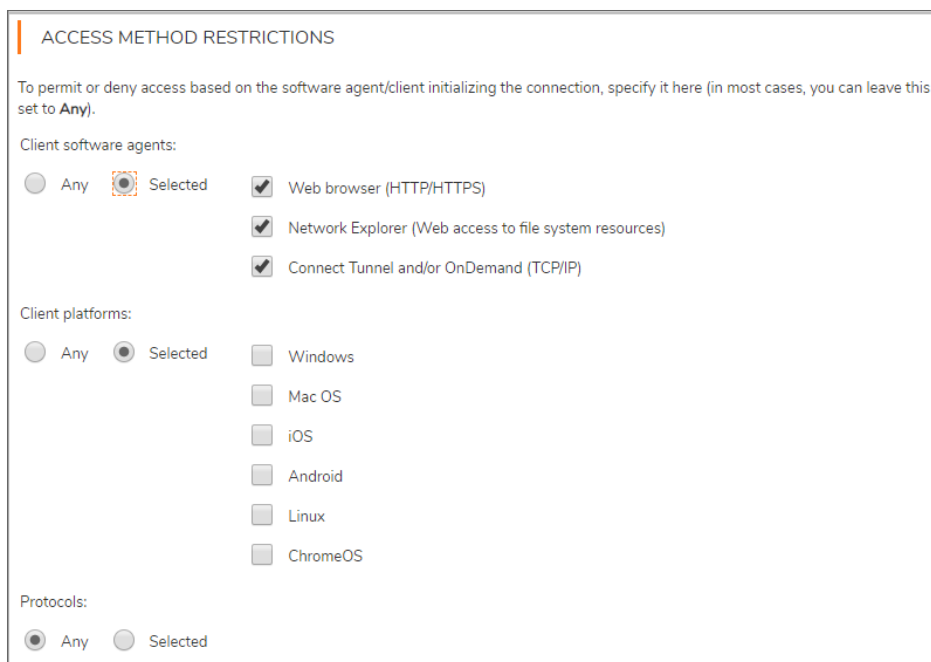 ACCESS METHOD RESTRICTIONS
To permit or deny access based on the software agent/client initializing the connection, specify it here (in most cases, you can leave this
set to Any).
Client software agents:
Any Selected Web browser (HTTP/HTTPS)
Network Explorer (Web access to file system resources)
Connect Tunnel and/or OnDemand (TCP/IP)
Client platforms:
Any Selected Windows
Mac OS
iOS
Android
Linux
ChromeOS
Protocols:
Any Selected